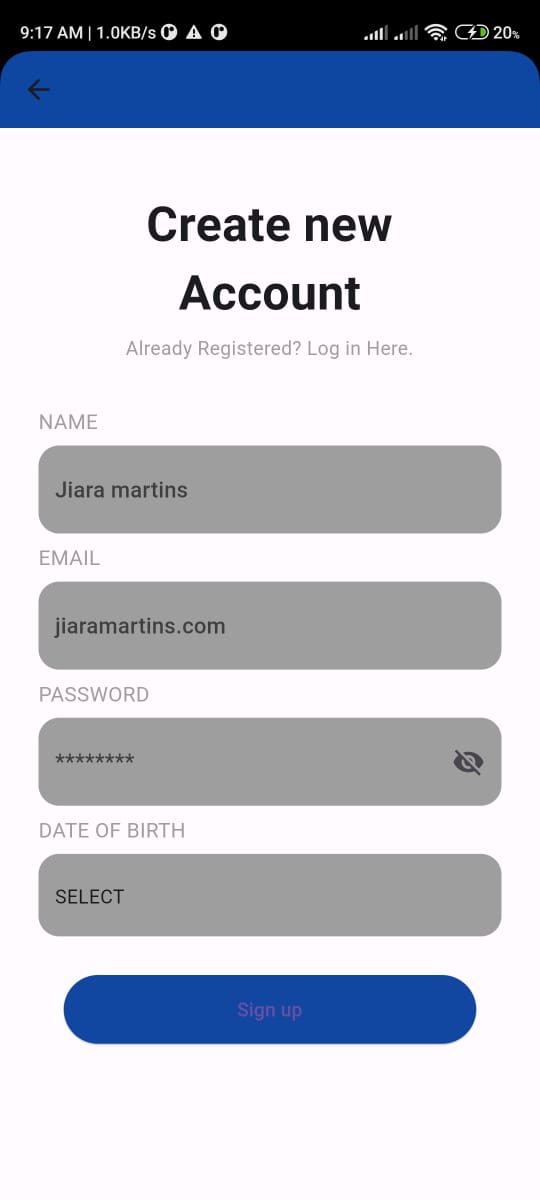 9:17 AM | 1.0KB/s 20%
Create new
Account
Already Registered? Log in Here.
NAME
Jiara martins
EMAIL
jiaramartins.com
PASSWORD
********
DATE OF BIRTH
SELECT
Sign up